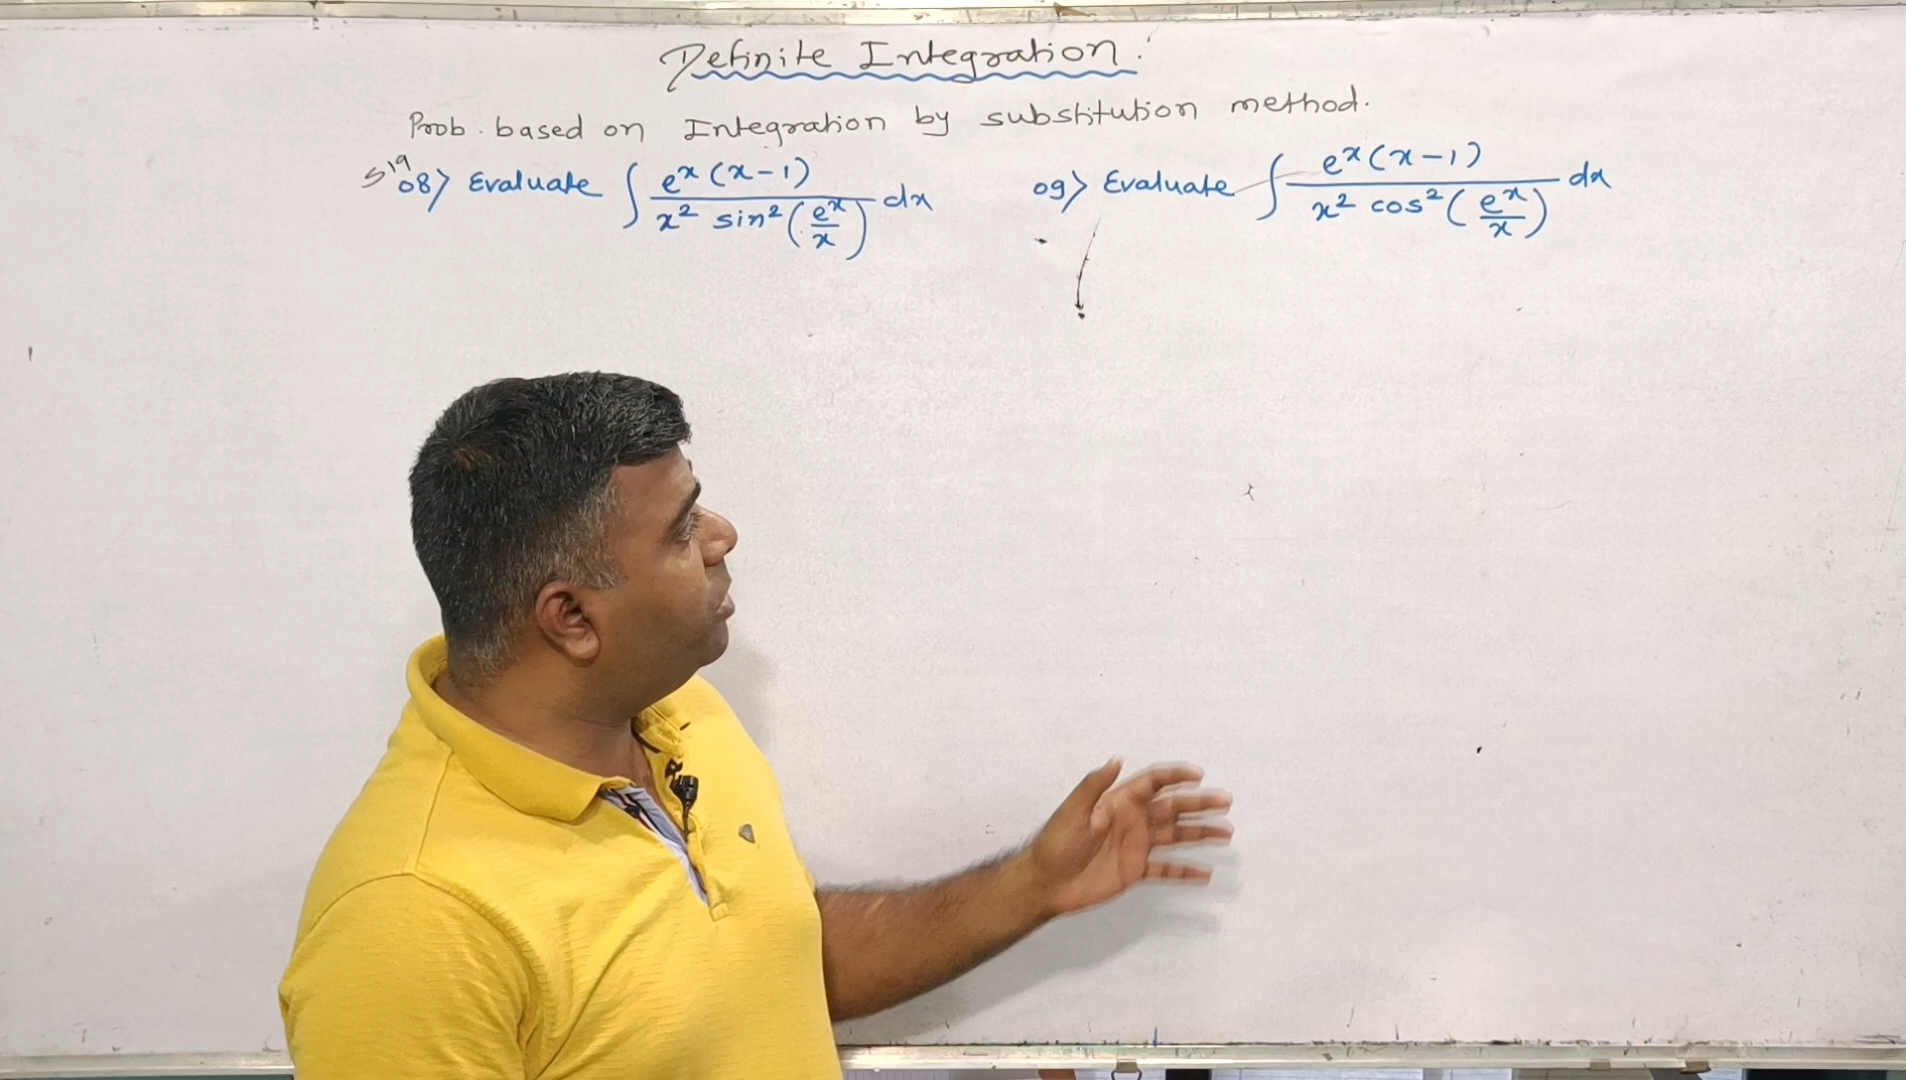 Definite Integration.
Prob. based on Integration by substitution method.
S19
08) Evaluate ∫ e^x (x-1) / x² sin² (e^x/x) dx
09) Evaluate ∫ e^x (x-1) / x² cos² (e^x/x) dx